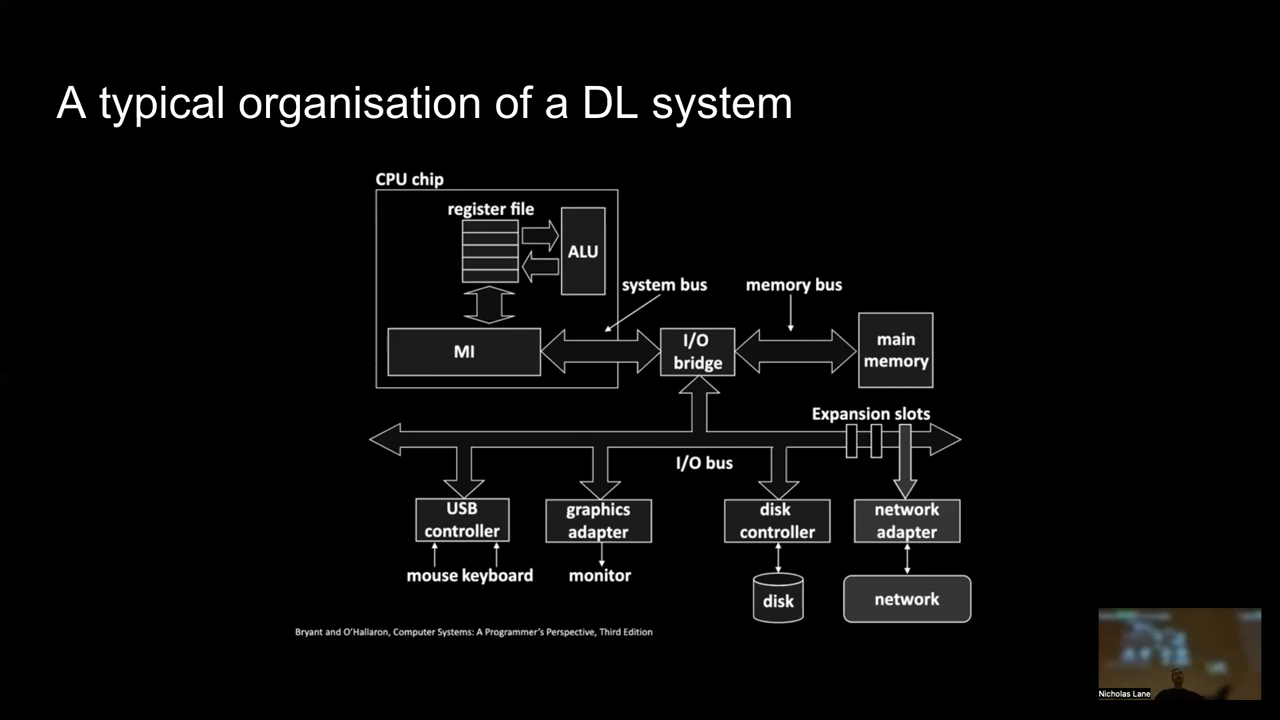 A typical organisation of a DL system
CPU chip
register file
ALU
system bus
memory bus
MI
I/O
bridge
main
memory
Expansion slots
I/O bus
USB
controller
graphics
adapter
disk
controller
network
adapter
mouse keyboard
monitor
disk
network
Bryant and O'Hallaron, Computer Systems: A Programmer's Perspective, Third Edition
Nicholas Lane